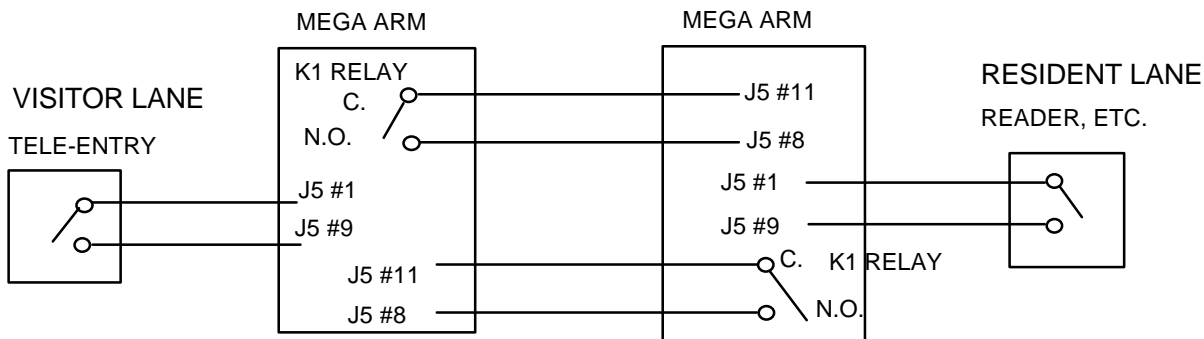 MEGA ARM
MEGA ARM
VISITOR LANE
TELE-ENTRY
K1 RELAY
C.
N.O.
J5 #1
J5 #9
J5 #11
J5 #8
J5 #11
J5 #8
J5 #1
J5 #9
C.
K1 RELAY
N.O.
RESIDENT LANE
READER, ETC.